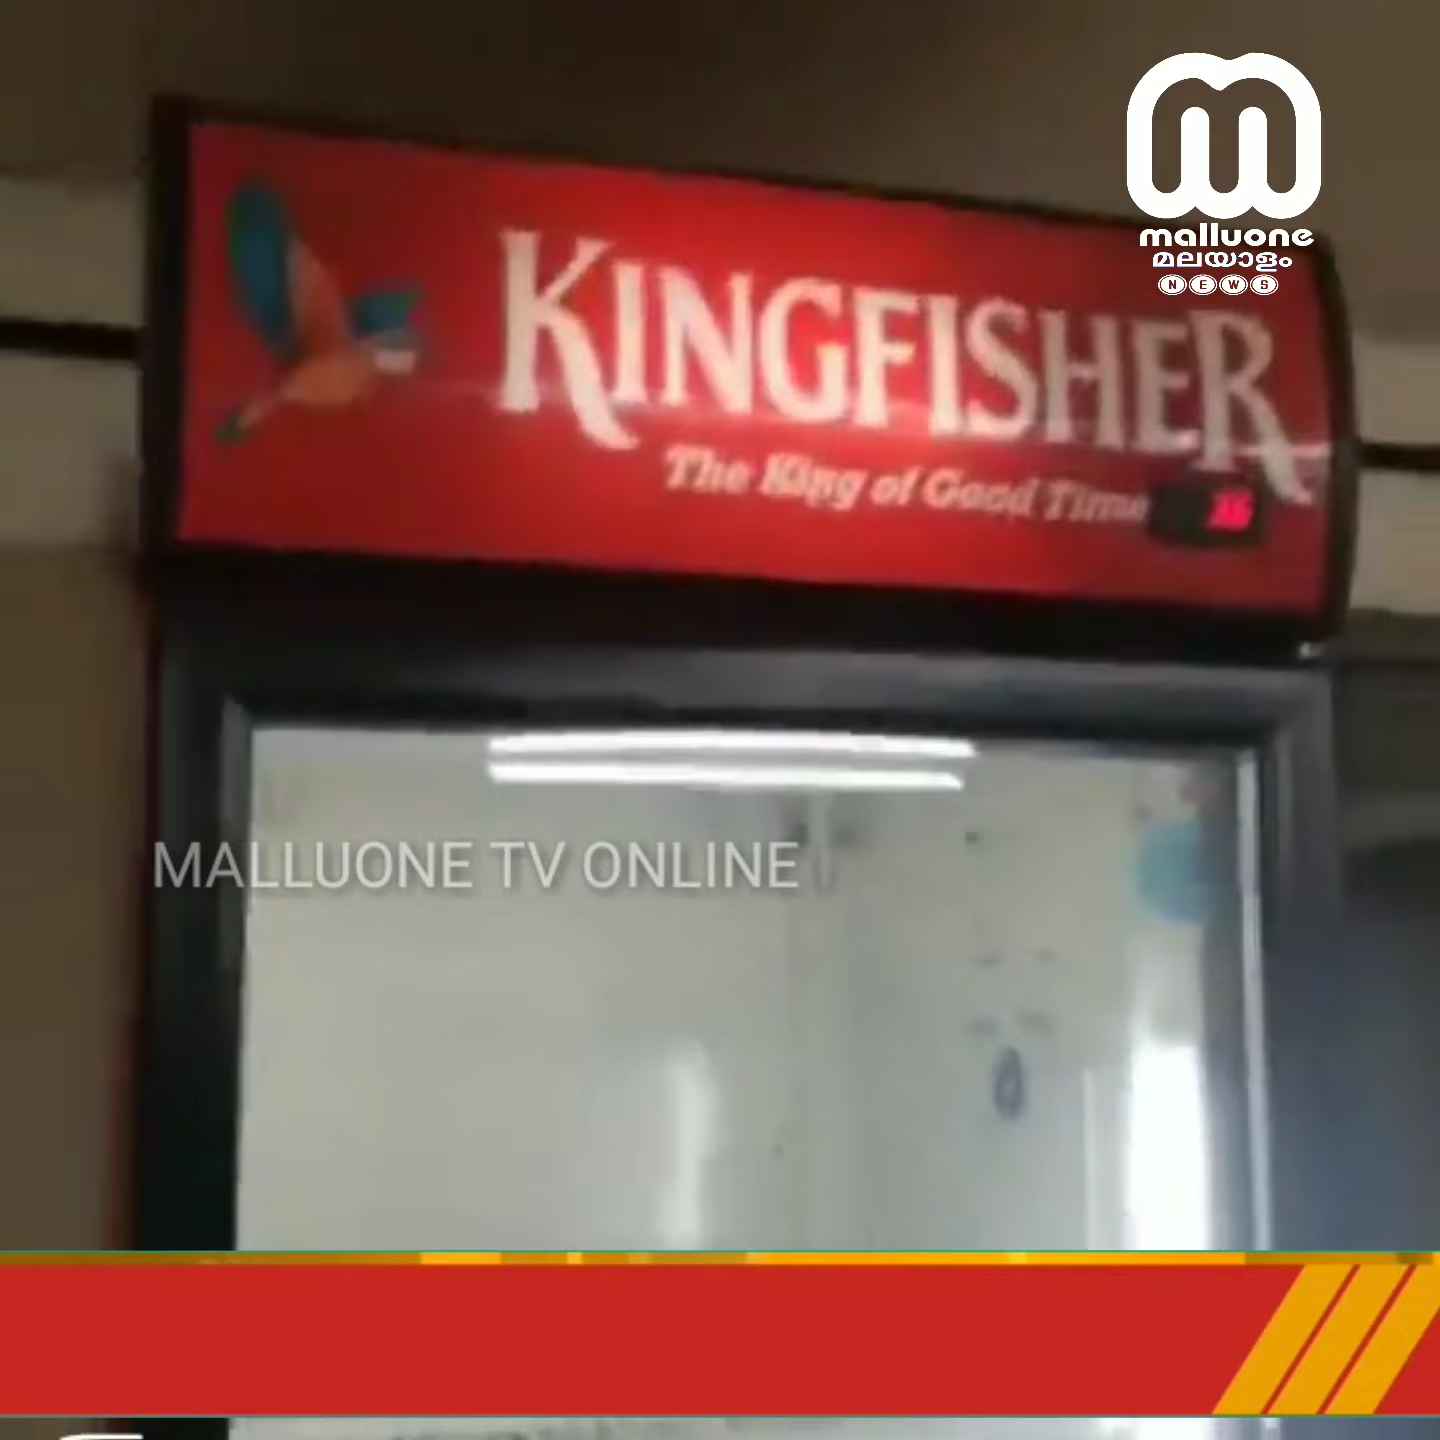 malluone
മലയാളം
NEWS
KINGFISHER
The King of Good Time
MALLUONE TV ONLINE